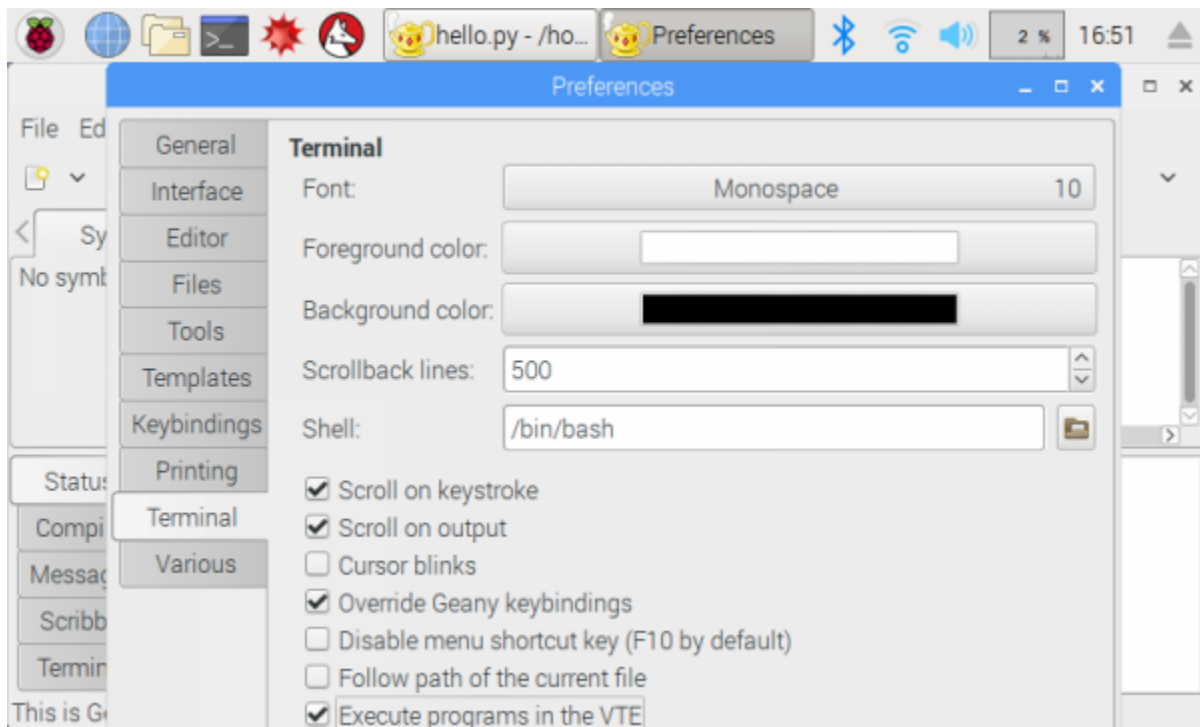 hello.py - /ho...
Preferences
2 %
16:51
Preferences
File Ed
Sy
No symb
Status
Compi
Messag
Scribb
Termin
This is Ge
General
Interface
Editor
Files
Tools
Templates
Keybindings
Printing
Terminal
Various
Terminal
Font: Monospace 10
Foreground color:
Background color:
Scrollback lines: 500
Shell: /bin/bash
Scroll on keystroke
Scroll on output
Cursor blinks
Override Geany keybindings
Disable menu shortcut key (F10 by default)
Follow path of the current file
Execute programs in the VTE